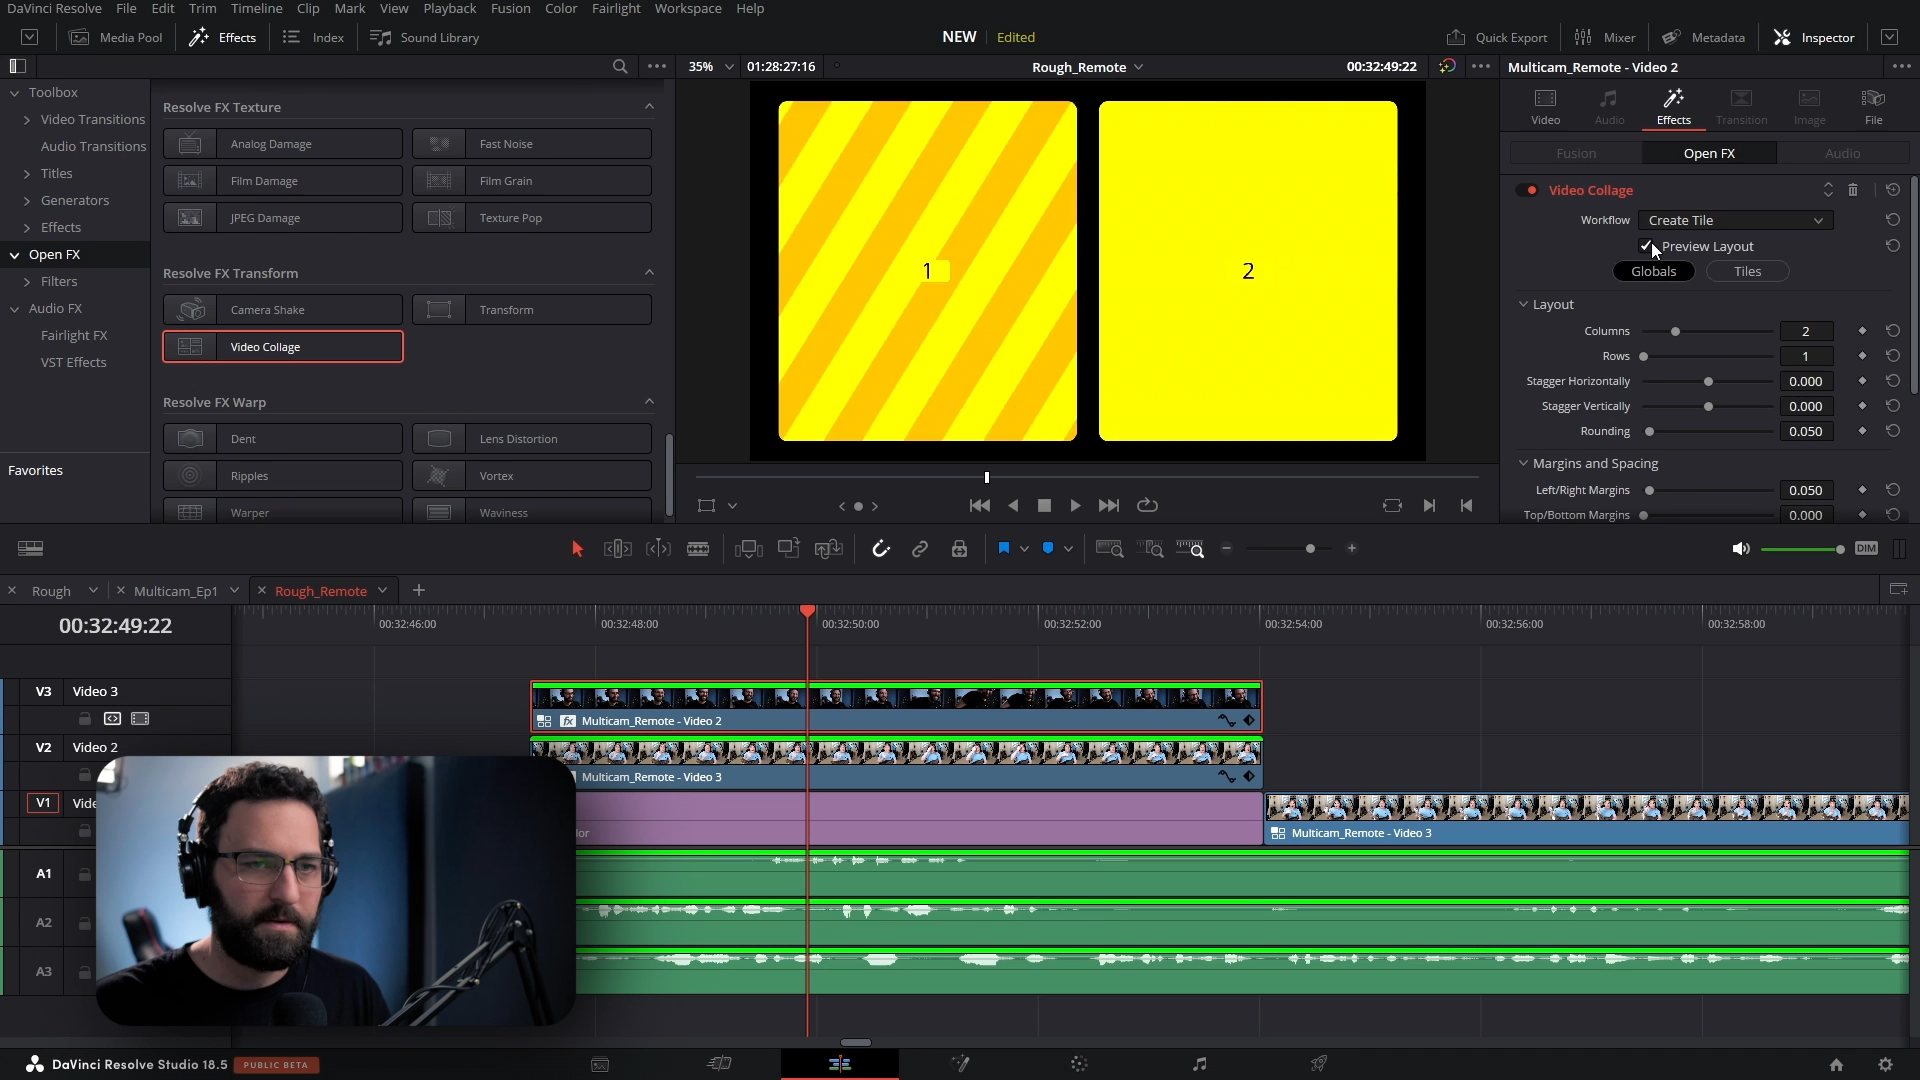 DaVinci Resolve File Edit Trim Timeline Clip Mark View Playback Fusion Color Fairlight Workspace Help
Media Pool Effects Index Sound Library NEW Edited Quick Export Mixer Metadata Inspector
35% 01:28:27:16 Rough_Remote 00:32:49:22 Multicam_Remote - Video 2
Toolbox
Video Transitions
Audio Transitions
Titles
Generators
Effects
Open FX
Filters
Audio FX
Fairlight FX
VST Effects
Favorites
Resolve FX Texture
Analog Damage Fast Noise
Film Damage Film Grain
JPEG Damage Texture Pop
Resolve FX Transform
Camera Shake Transform
Video Collage
Resolve FX Warp
Dent Lens Distortion
Ripples Vortex
Warper Waviness
1 2
Video Audio Effects Transition Image File
Fusion Open FX Audio
Video Collage
Workflow Create Tile
Preview Layout
Globals Tiles
Layout
Columns 2
Rows 1
Stagger Horizontally 0.000
Stagger Vertically 0.000
Rounding 0.050
Margins and Spacing
Left/Right Margins 0.050
Top/Bottom Margins 0.000
DIM
Rough Multicam_Ep1 Rough_Remote
00:32:49:22 00:32:46:00 00:32:48:00 00:32:50:00 00:32:52:00 00:32:54:00 00:32:56:00 00:32:58:00
V3 Video 3
fx Multicam_Remote - Video 2
V2 Video 2
Multicam_Remote - Video 3
V1 Vide
lor Multicam_Remote - Video 3
A1
A2
A3
DaVinci Resolve Studio 18.5 PUBLIC BETA